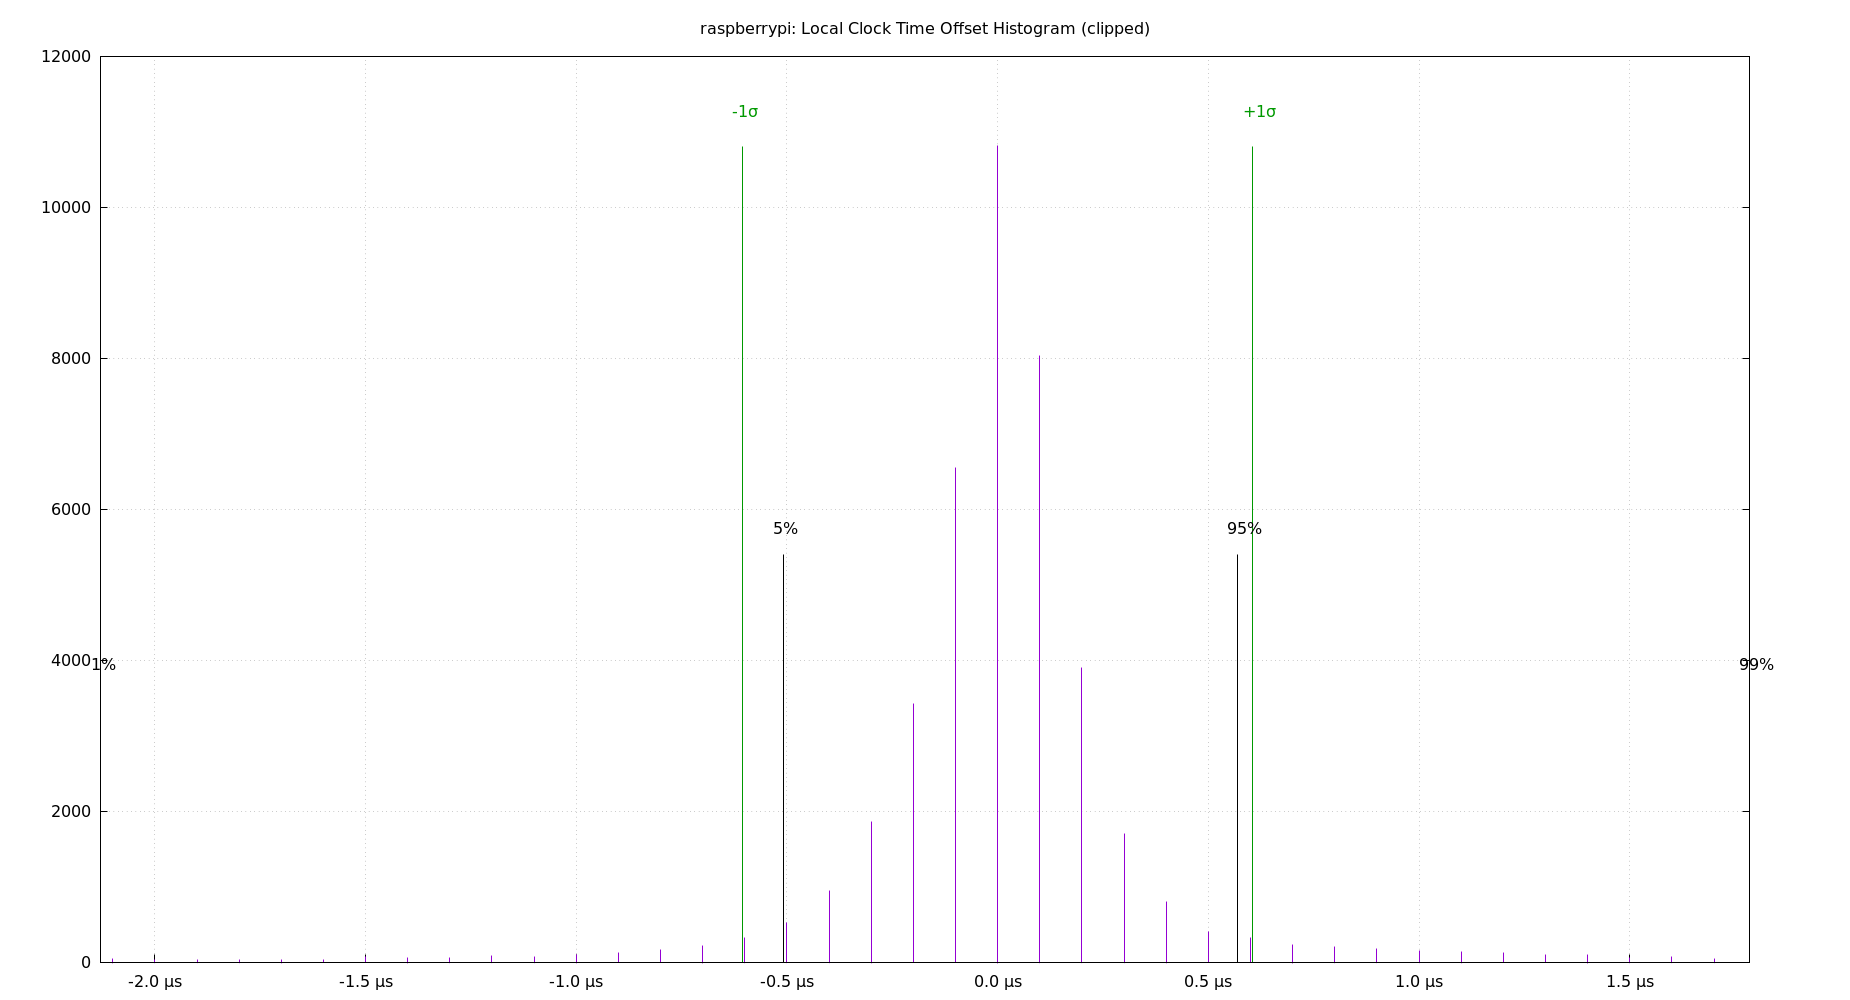 raspberrypi: Local Clock Time Offset Histogram (clipped)
12000
-1σ
+1σ
10000
8000
6000
5%
95%
4000
1%
99%
2000
0
-2.0 µs
-1.5 µs
-1.0 µs
-0.5 µs
0.0 µs
0.5 µs
1.0 µs
1.5 µs